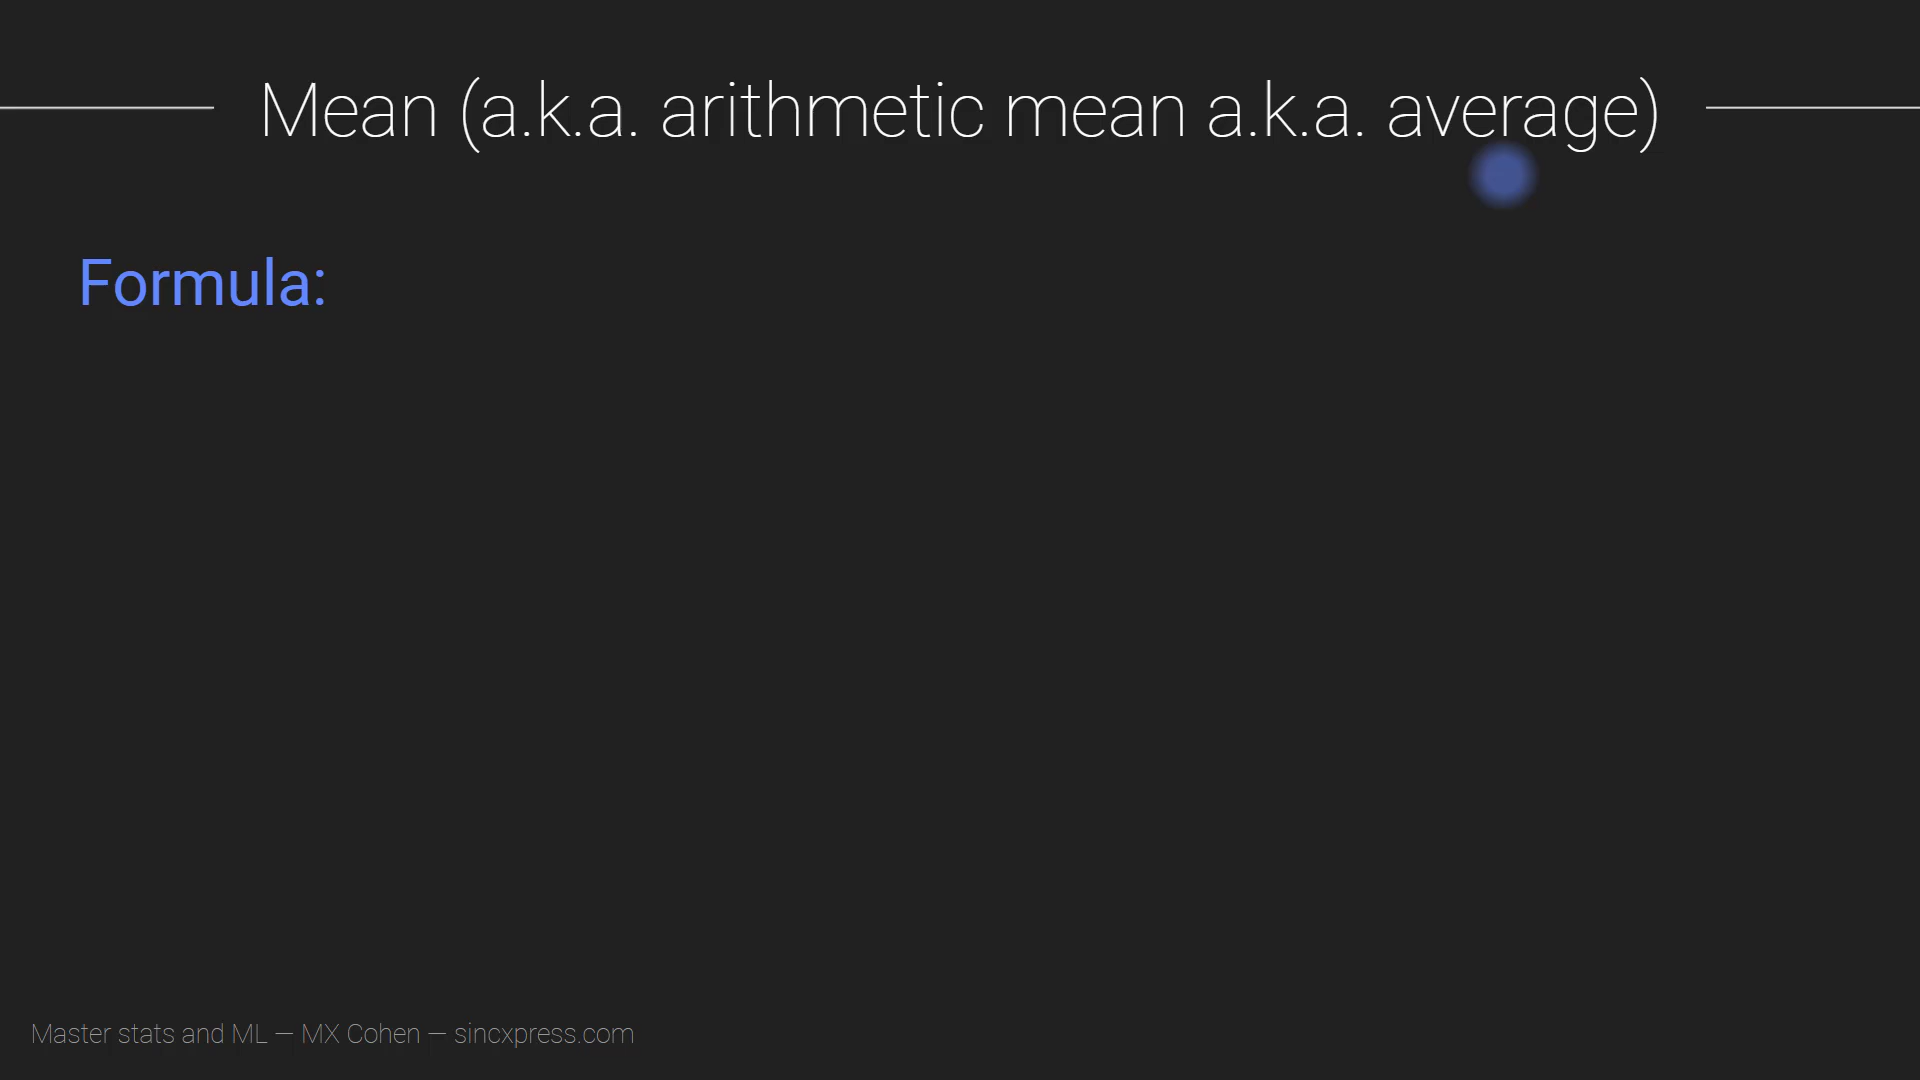 Mean (a.k.a. arithmetic mean a.k.a. average)
Formula:
Master stats and ML — MX Cohen — sincxpress.com